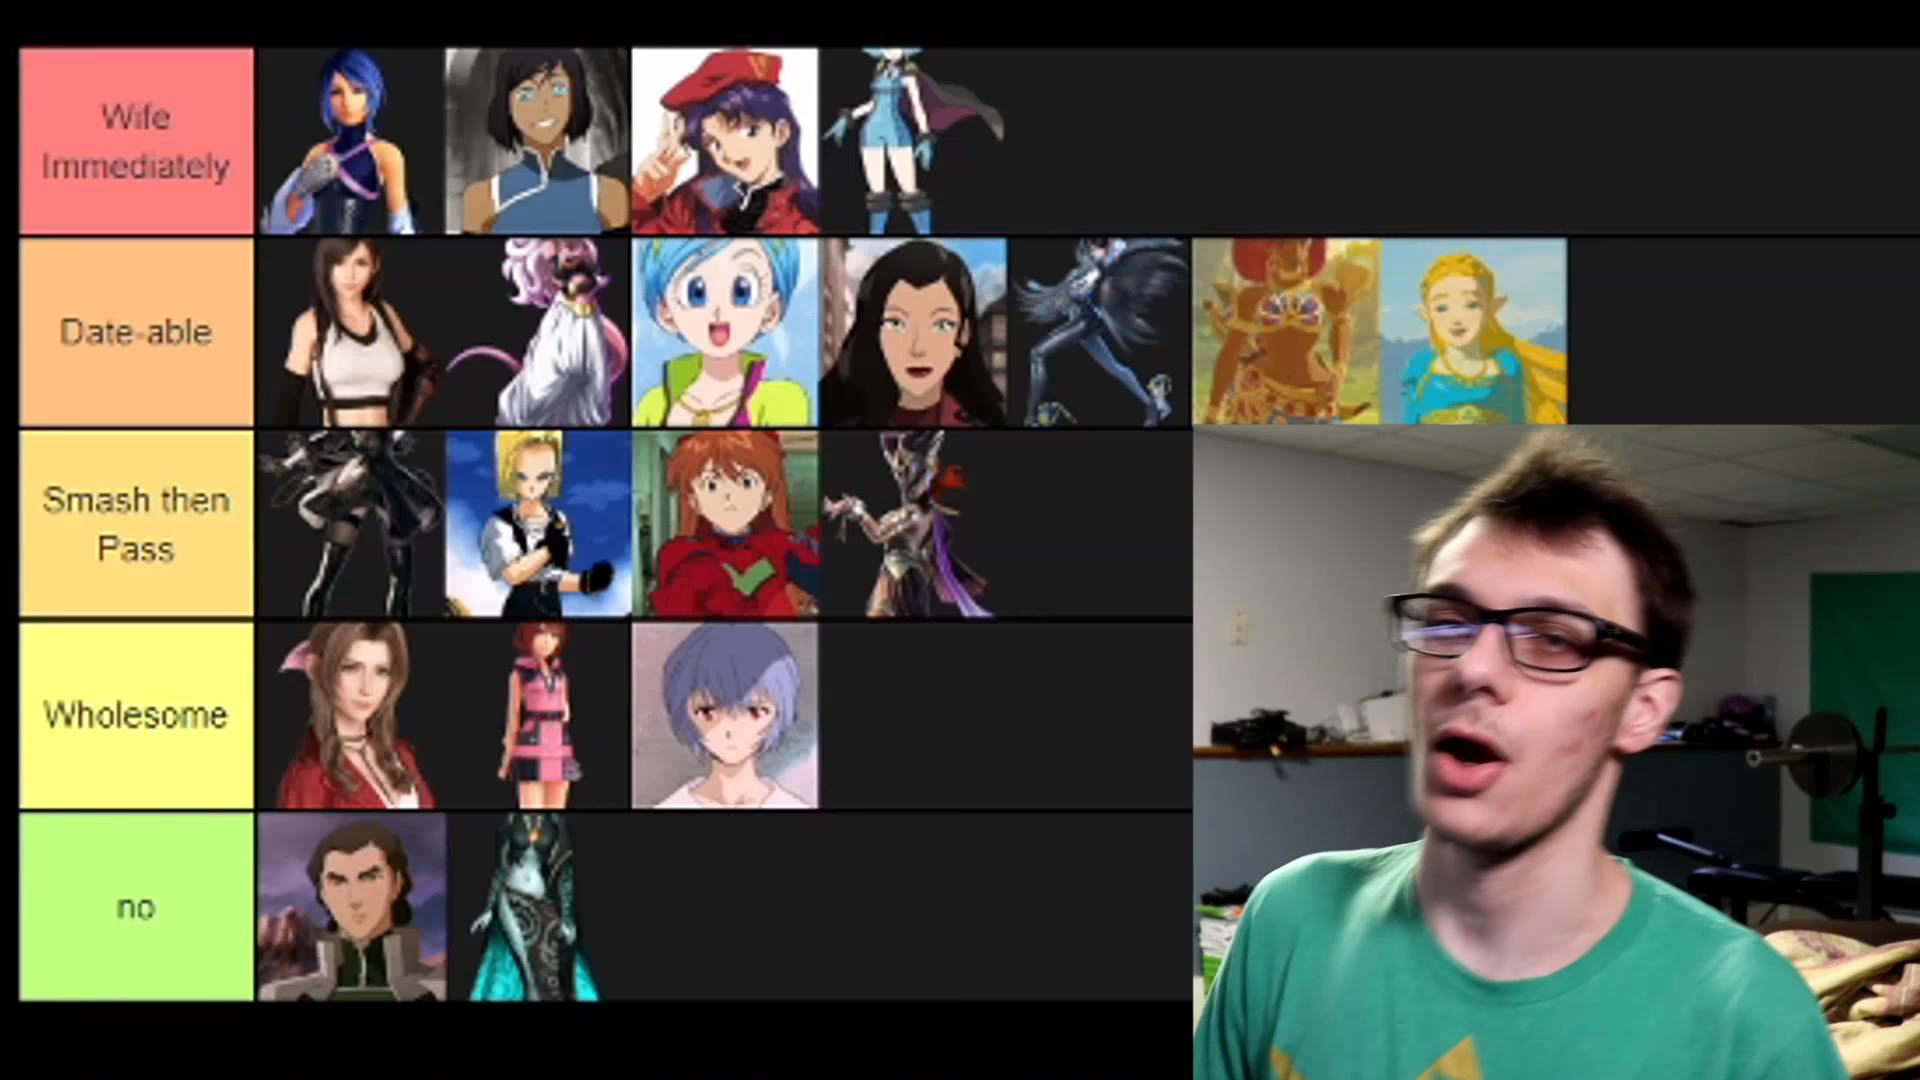 Wife
Immediately
Date-able
Smash then
Pass
Wholesome
no